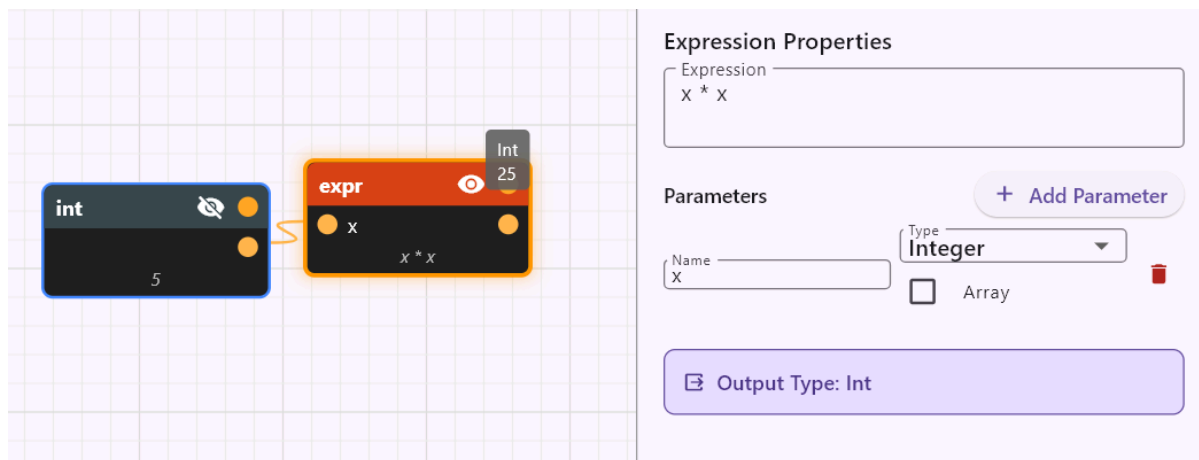 int
5
expr
Int
25
x
x * x
Expression Properties
Expression
x * x
Parameters
+ Add Parameter
Name
x
Type
Integer
Array
Output Type: Int